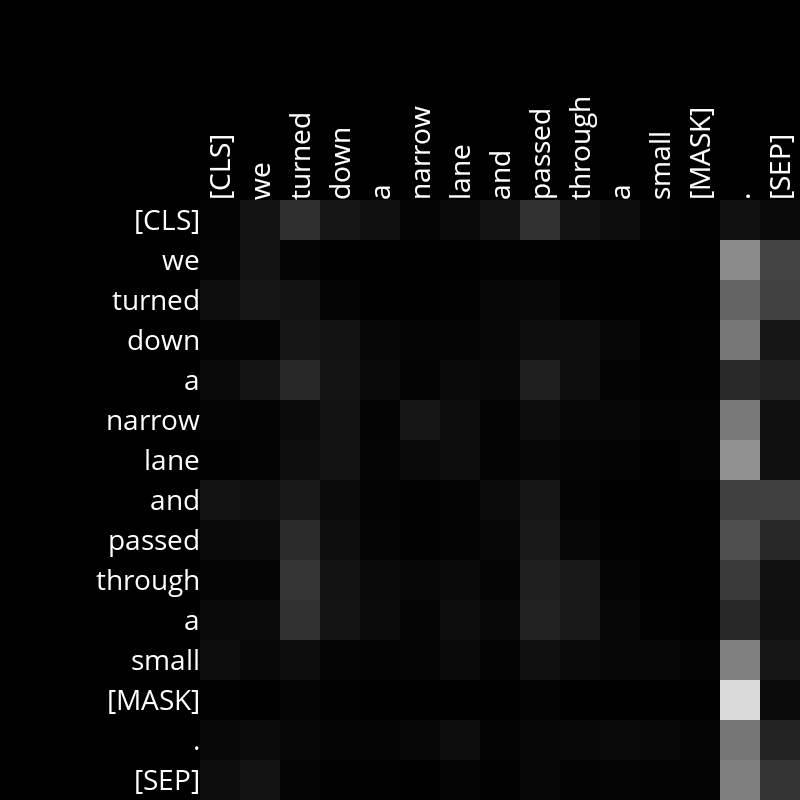 [CLS] we turned down a narrow lane and passed through a small [MASK] . [SEP]
[CLS]
we
turned
down
a
narrow
lane
and
passed
through
a
small
[MASK]
.
[SEP]